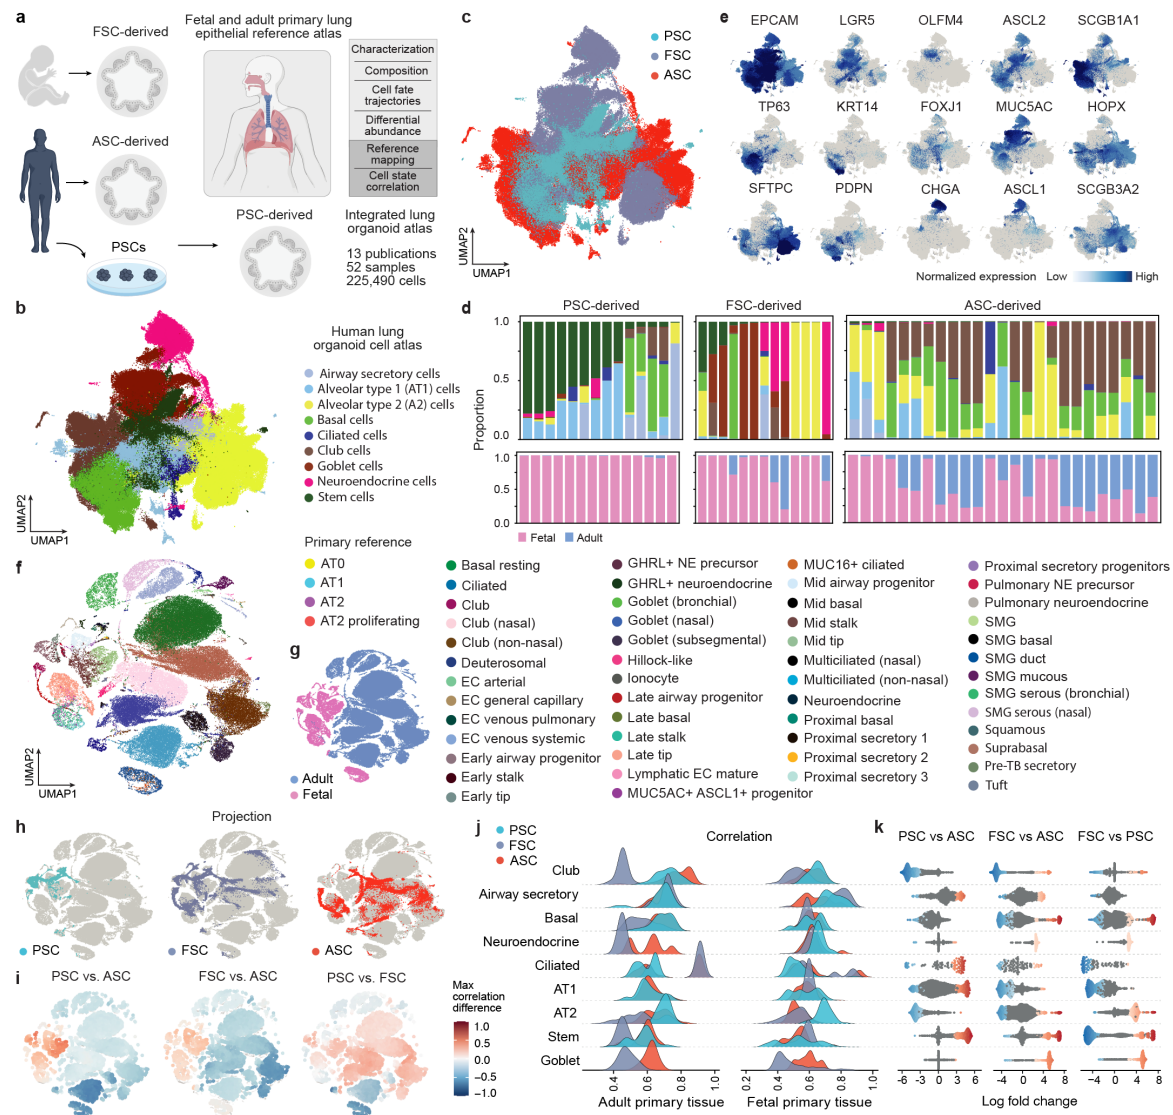 a
FSC-derived
ASC-derived
PSCs
PSC-derived
Fetal and adult primary lung
epithelial reference atlas
Characterization
Composition
Cell fate
trajectories
Differential
abundance
Reference
mapping
Cell state
correlation
Integrated lung
organoid atlas
13 publications
52 samples
225,490 cells
b
Human lung
organoid cell atlas
Airway secretory cells
Alveolar type 1 (AT1) cells
Alveolar type 2 (A2) cells
Basal cells
Ciliated cells
Club cells
Goblet cells
Neuroendocrine cells
Stem cells
UMAP2
UMAP1
c
PSC
FSC
ASC
UMAP2
UMAP1
d
PSC-derived
FSC-derived
ASC-derived
Proportion
1.0
0.5
0.0
1.0
0.5
0.0
Fetal
Adult
e
EPCAM
LGR5
OLFM4
ASCL2
SCGB1A1
TP63
KRT14
FOXJ1
MUC5AC
HOPX
SFTPC
PDPN
CHGA
ASCL1
SCGB3A2
Normalized expression
Low
High
f
UMAP2
UMAP1
Primary reference
AT0
AT1
AT2
AT2 proliferating
Basal resting
Ciliated
Club
Club (nasal)
Club (non-nasal)
Deuterosomal
EC arterial
EC general capillary
EC venous pulmonary
EC venous systemic
Early airway progenitor
Early stalk
Early tip
GHRL+ NE precursor
GHRL+ neuroendocrine
Goblet (bronchial)
Goblet (nasal)
Goblet (subsegmental)
Hillock-like
Ionocyte
Late airway progenitor
Late basal
Late stalk
Late tip
Lymphatic EC mature
MUC5AC+ ASCL1+ progenitor
MUC16+ ciliated
Mid airway progenitor
Mid basal
Mid stalk
Mid tip
Multiciliated (nasal)
Multiciliated (non-nasal)
Neuroendocrine
Proximal basal
Proximal secretory 1
Proximal secretory 2
Proximal secretory 3
Proximal secretory progenitors
Pulmonary NE precursor
Pulmonary neuroendocrine
SMG
SMG basal
SMG duct
SMG mucous
SMG serous (bronchial)
SMG serous (nasal)
Squamous
Suprabasal
Pre-TB secretory
Tuft
g
Adult
Fetal
h
Projection
PSC
FSC
ASC
i
PSC vs. ASC
FSC vs. ASC
PSC vs. FSC
Max
correlation
difference
1.0
0.5
0.0
−0.5
−1.0
j
PSC
FSC
ASC
Correlation
Club
Airway secretory
Basal
Neuroendocrine
Ciliated
AT1
AT2
Stem
Goblet
0.4
0.6
0.8
1.0
Adult primary tissue
0.2
0.4
0.6
0.8
1.0
Fetal primary tissue
k
PSC vs ASC
FSC vs ASC
FSC vs PSC
-6 -3 0 3 6
-4 0 4 8
-4 0 4 8
Log fold change